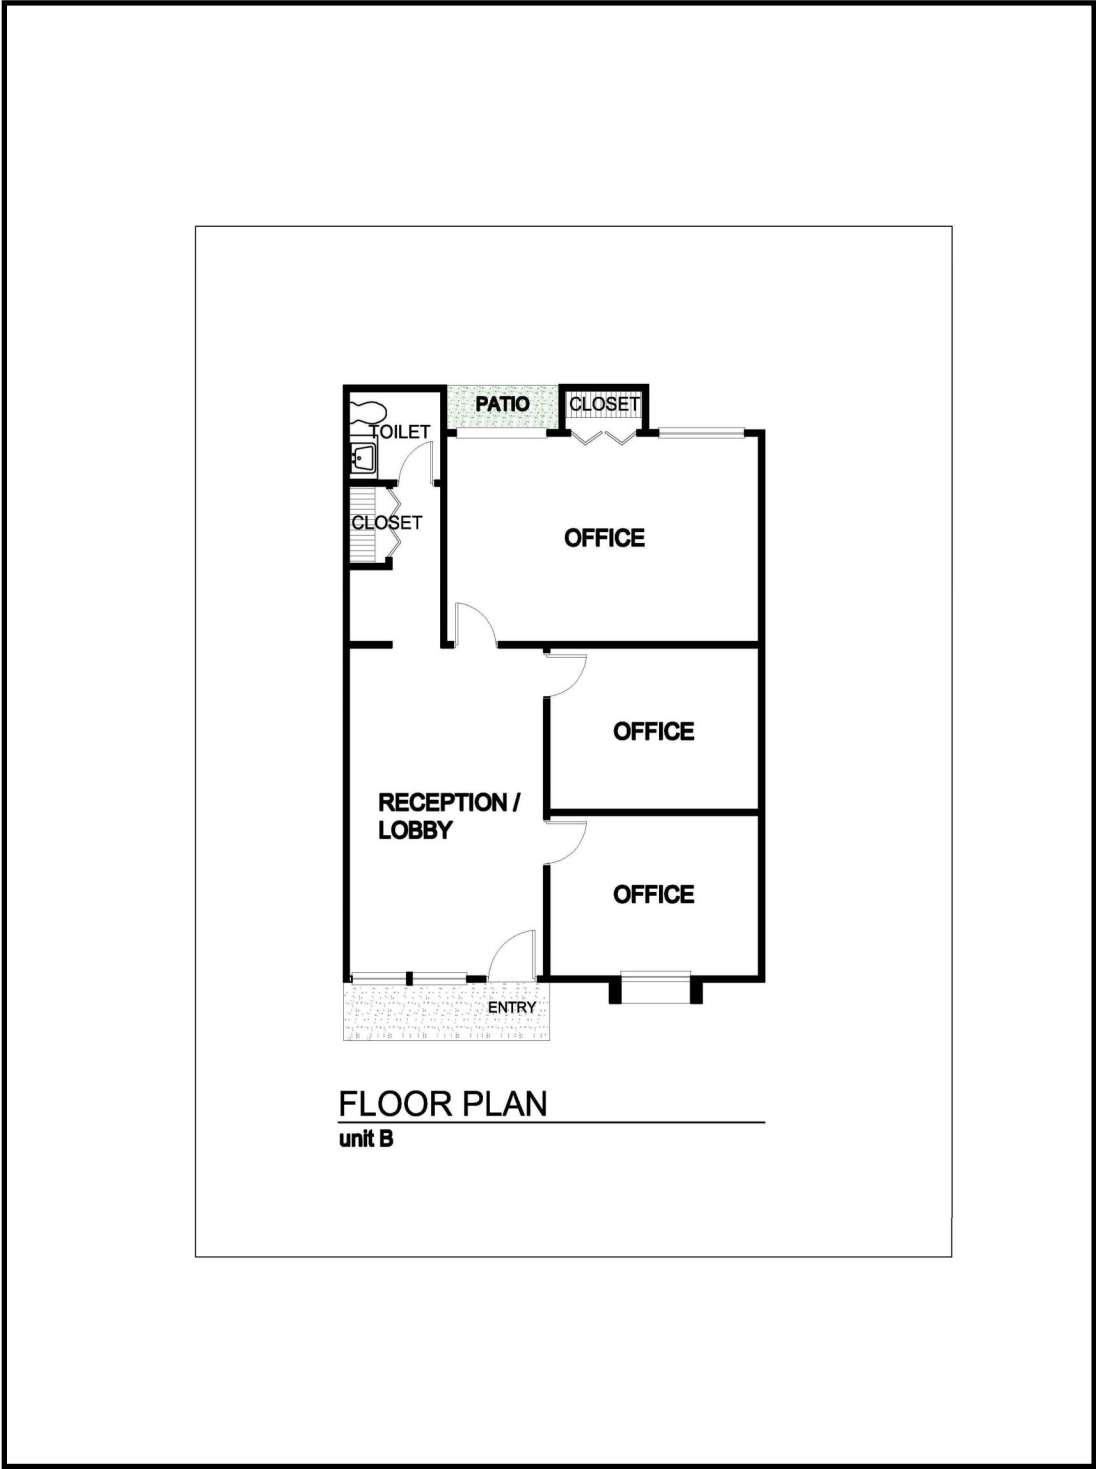 PATIO
CLOSET
TOILET
CLOSET
OFFICE
OFFICE
RECEPTION /
LOBBY
OFFICE
ENTRY
FLOOR PLAN
unit B